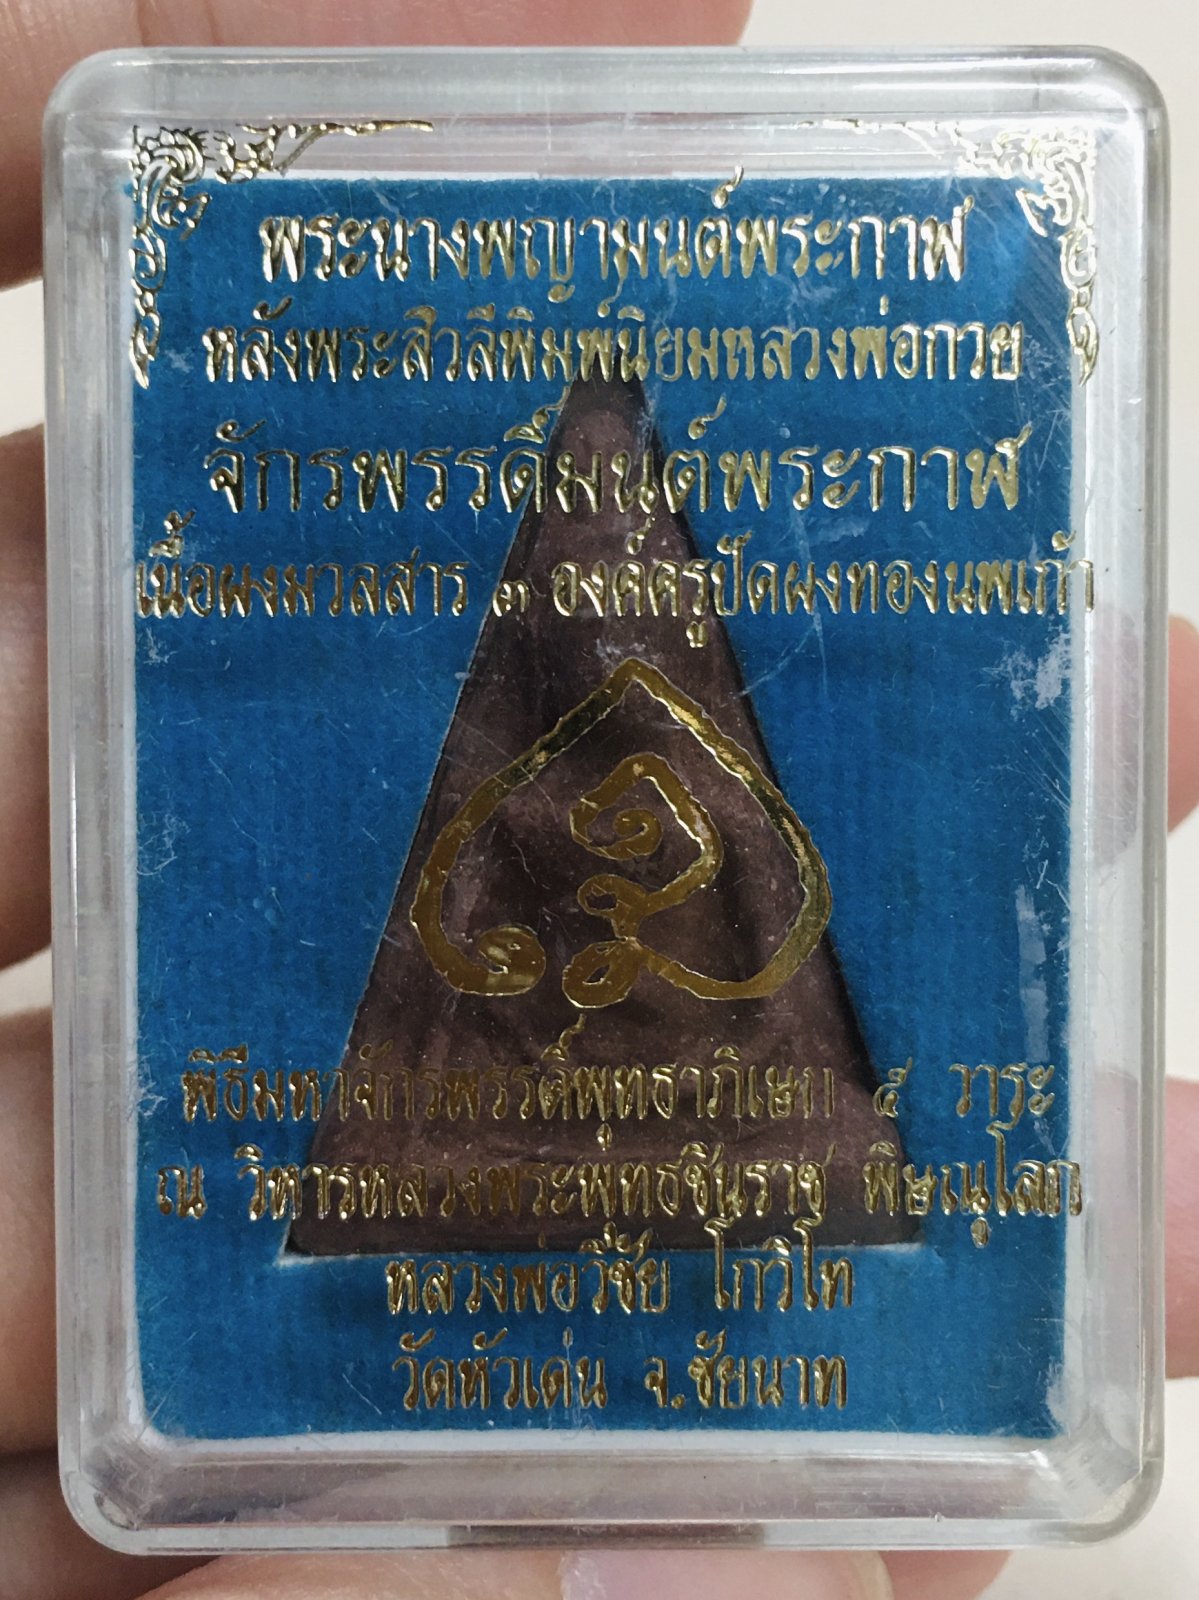 พระนางพญามนต์พระกาฬ
หลังพระสิวลีพิมพ์นิยมหลวงพ่อกวย
จักรพรรดิ์มนต์พระกาฬ
เนื้อผงมวลสาร ๓ องค์ครูปัดผงทองนพเก้า
พิธีมหาจักรพรรดิ์พุทธาภิเษก ๕ วาระ
ณ วิหารหลวงพระพุทธชินราช พิษณุโลก
หลวงพ่อวิชัย โกวิโท
วัดหัวเด่น จ.ชัยนาท